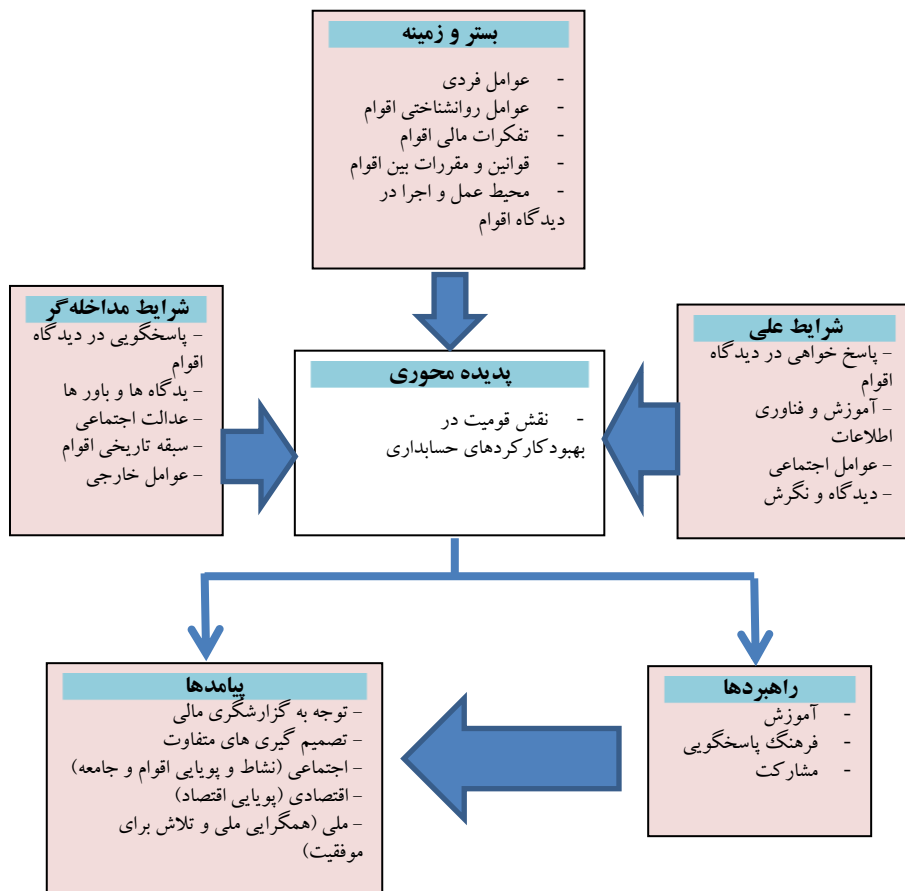 بستر و زمینه
- عوامل فردی
- عوامل روانشناختی اقوام
- تفکرات مالی اقوام
- قوانین و مقررات بین اقوام
- محیط عمل و اجرا در
دیدگاه اقوام
شرایط علی
- پاسخ خواهی در دیدگاه
اقوام
- آموزش و فناوری
اطلاعات
- عوامل اجتماعی
- دیدگاه و نگرش
پدیده محوری
- نقش قومیت در
بهبودکارکردهای حسابداری
شرایط مداخله‌گر
- پاسخگویی در دیدگاه
اقوام
- یدگاه ها و باور ها
- عدالت اجتماعی
- سبقه تاریخی اقوام
- عوامل خارجی
راهبردها
- آموزش
- فرهنگ پاسخگویی
- مشارکت
پیامدها
- توجه به گزارشگری مالی
- تصمیم گیری های متفاوت
- اجتماعی (نشاط و پویایی اقوام و جامعه)
- اقتصادی (پویایی اقتصاد)
- ملی (همگرایی ملی و تلاش برای
موفقیت)